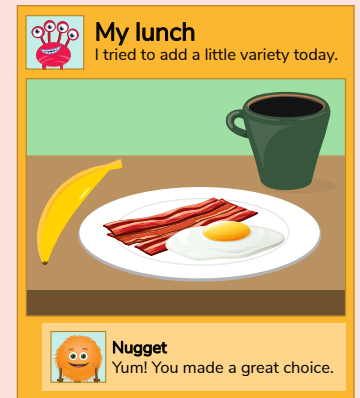 My lunch
I tried to add a little variety today.
Nugget
Yum! You made a great choice.